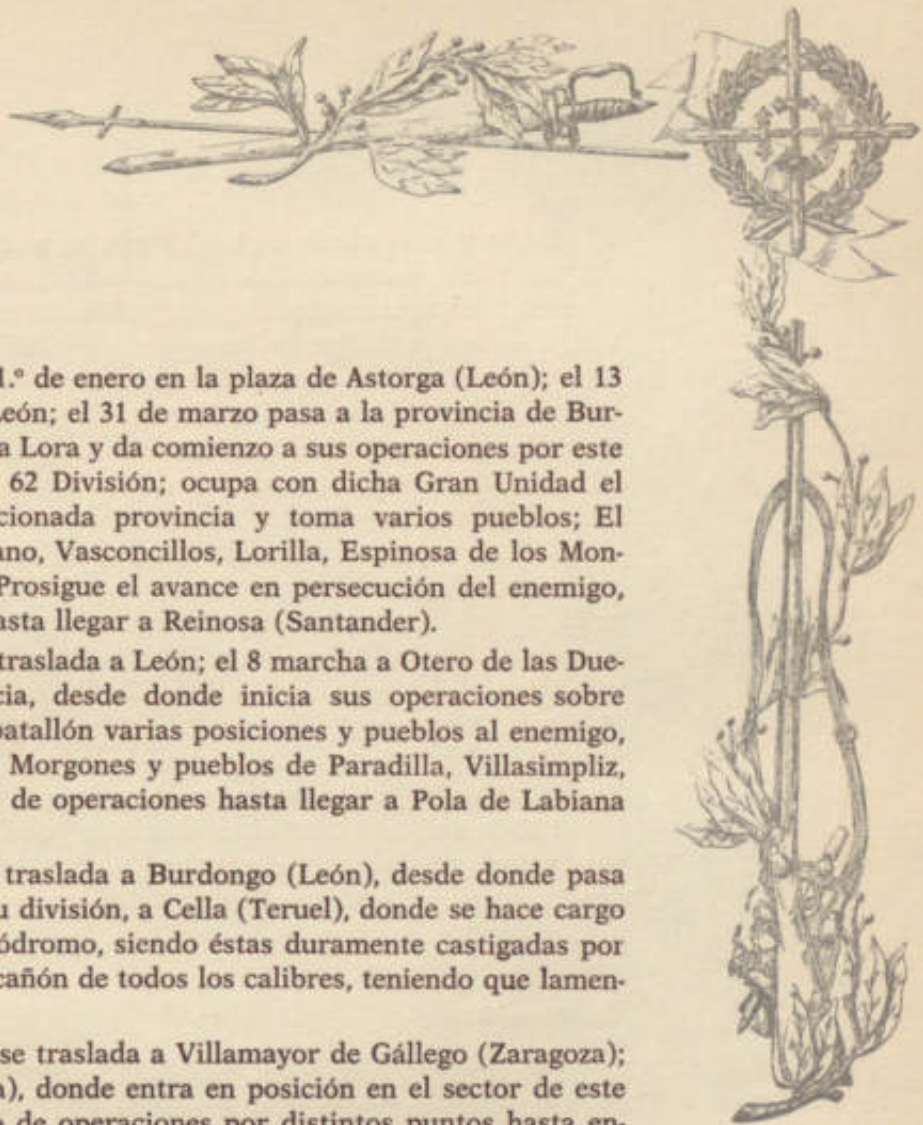 1.º de enero en la plaza de Astorga (León); el 13
León; el 31 de marzo pasa a la provincia de Bur-
a Lora y da comienzo a sus operaciones por este
62 División; ocupa con dicha Gran Unidad el
cionada provincia y toma varios pueblos; El
ano, Vasconcillos, Lorilla, Espinosa de los Mon-
Prosigue el avance en persecución del enemigo,
asta llegar a Reinosa (Santander).
traslada a León; el 8 marcha a Otero de las Due-
cia, desde donde inicia sus operaciones sobre
batallón varias posiciones y pueblos al enemigo,
Morgones y pueblos de Paradilla, Villasimpliz,
de operaciones hasta llegar a Pola de Labiana
traslada a Burdongo (León), desde donde pasa
u división, a Cella (Teruel), donde se hace cargo
ódromo, siendo éstas duramente castigadas por
cañón de todos los calibres, teniendo que lamen-
se traslada a Villamayor de Gállego (Zaragoza);
a), donde entra en posición en el sector de este
de operaciones por distintos puntos hasta en-